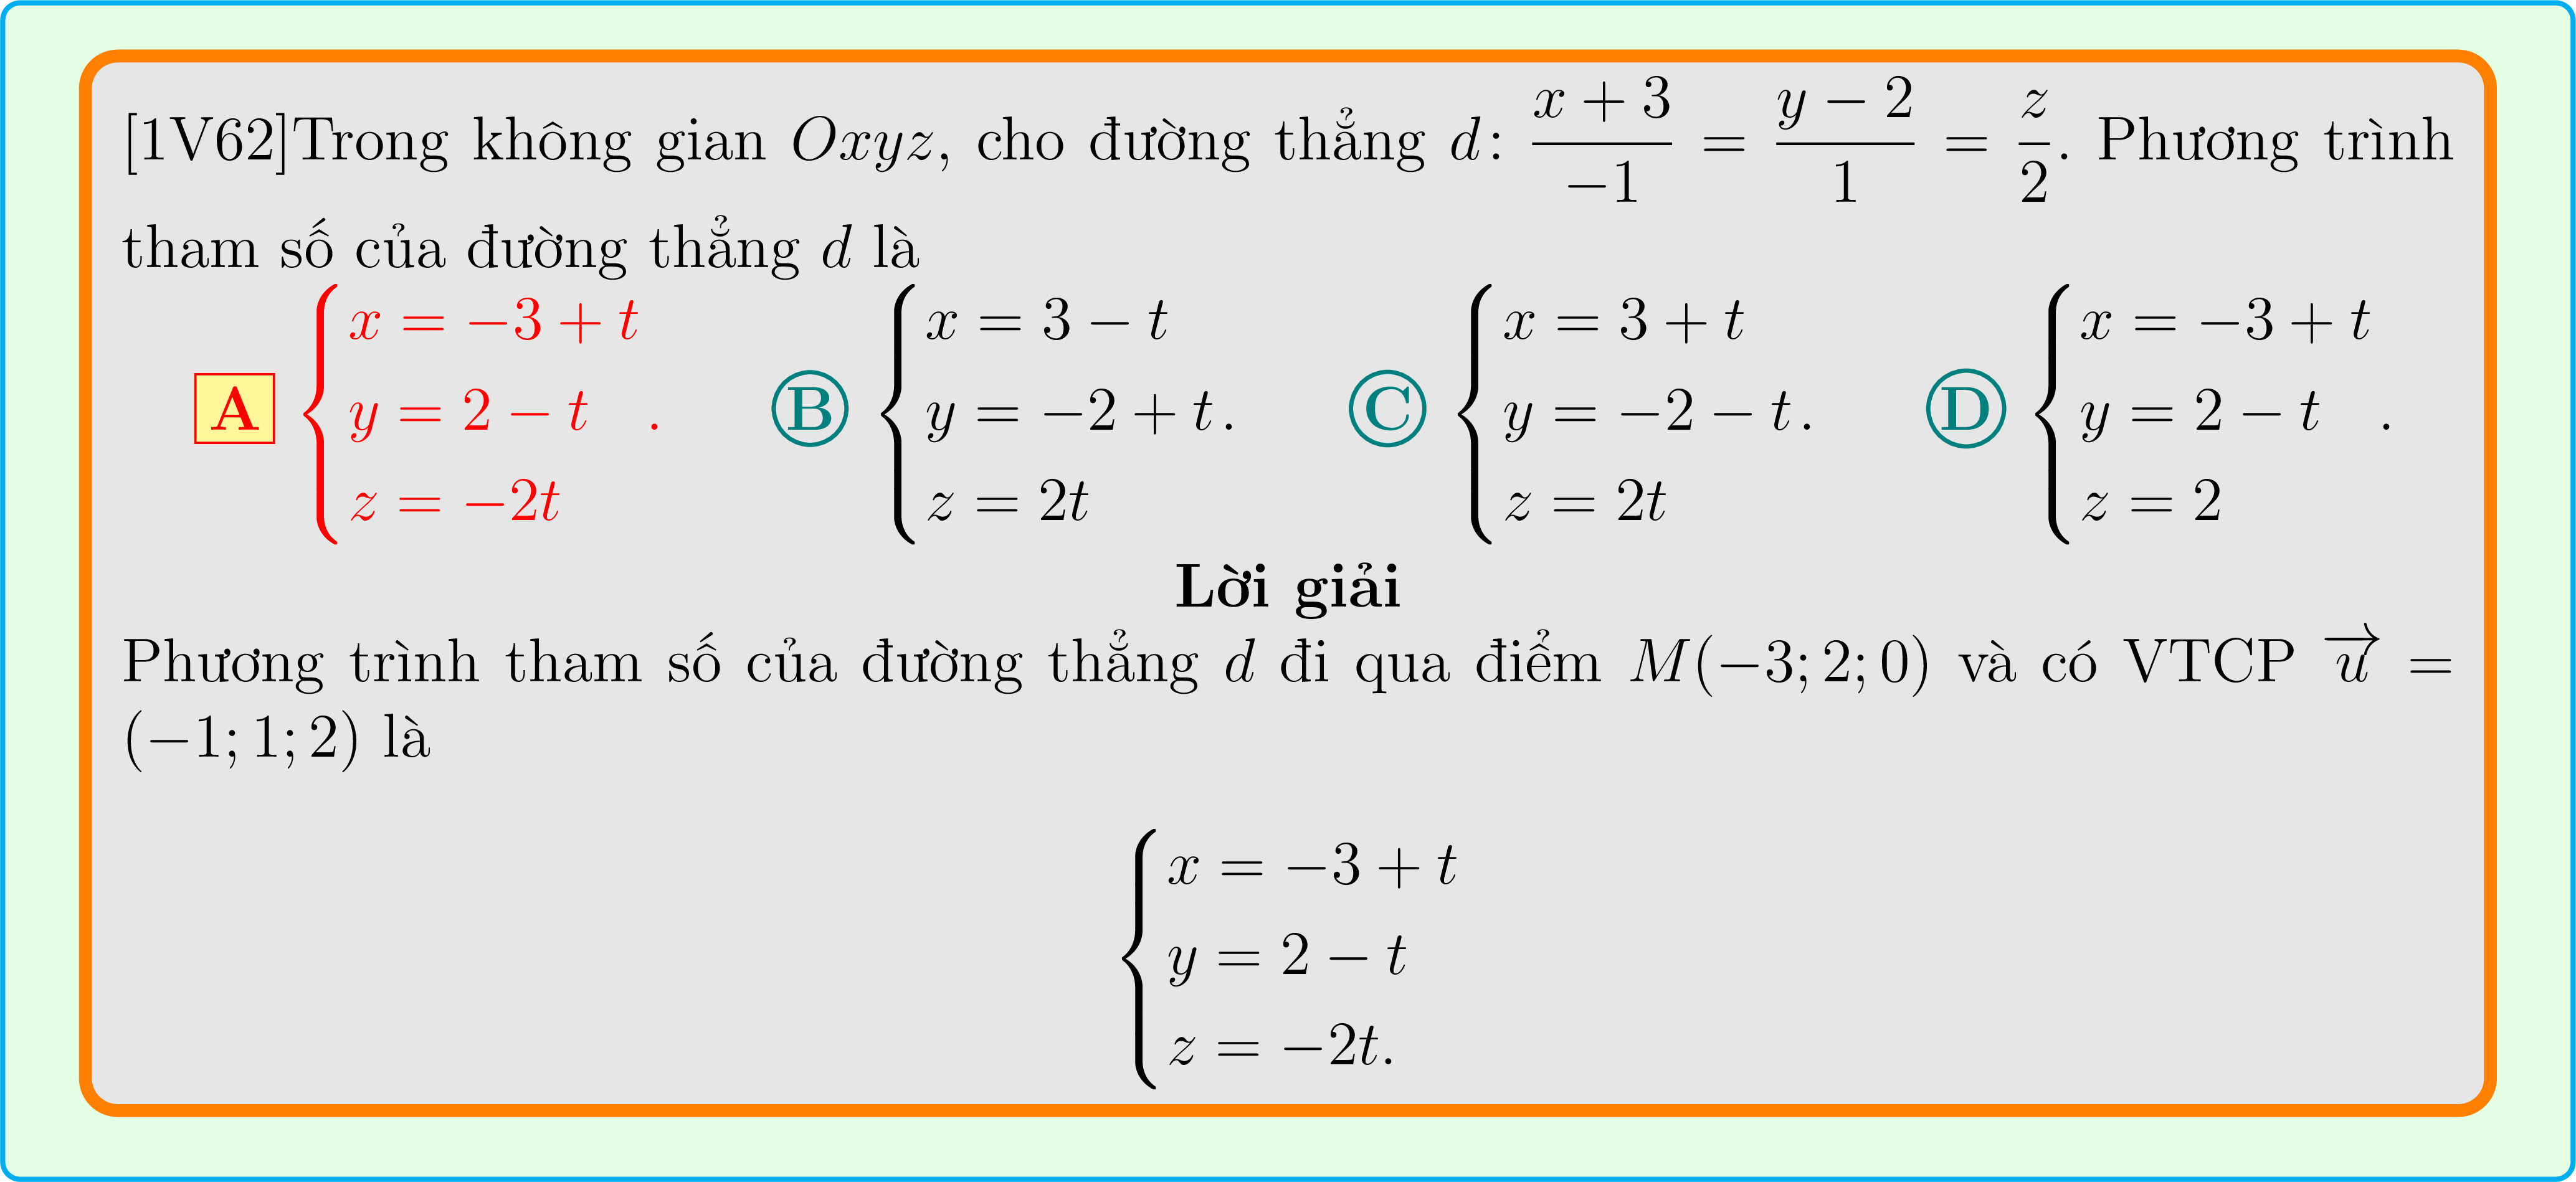 [1V62]Trong không gian Oxyz, cho đường thẳng d: \frac{x+3}{-1} = \frac{y-2}{1} = \frac{z}{2}. Phương trình
tham số của đường thẳng d là
A \begin{cases} x = -3 + t \\ y = 2 - t \\ z = -2t \end{cases}. B \begin{cases} x = 3 - t \\ y = -2 + t \\ z = 2t \end{cases}. C \begin{cases} x = 3 + t \\ y = -2 - t \\ z = 2t \end{cases}. D \begin{cases} x = -3 + t \\ y = 2 - t \\ z = 2 \end{cases}.
Lời giải
Phương trình tham số của đường thẳng d đi qua điểm M(-3; 2; 0) và có VTCP \overrightarrow{u} =
(-1; 1; 2) là
\begin{cases} x = -3 + t \\ y = 2 - t \\ z = -2t. \end{cases}